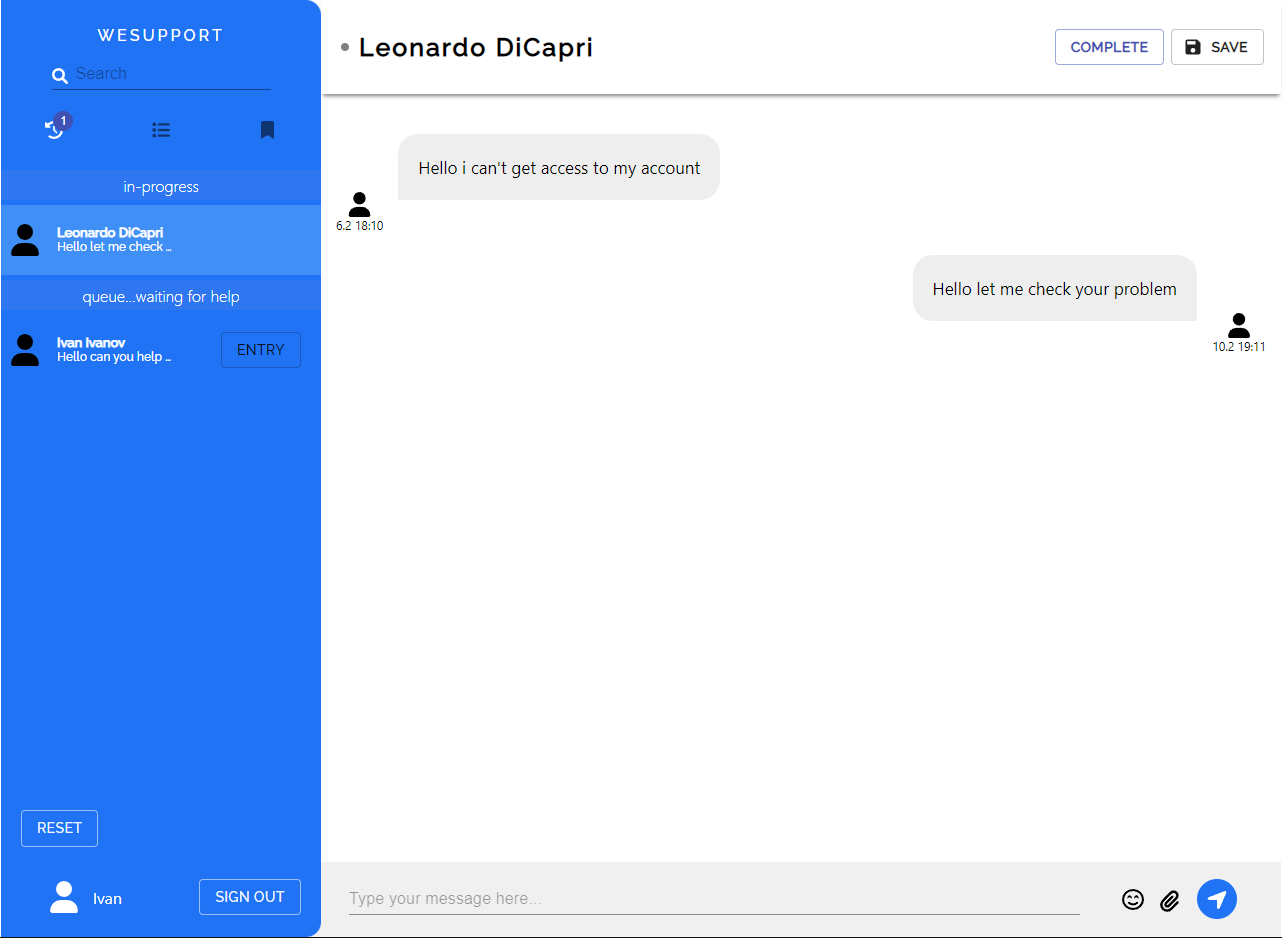 WESUPPORT
Search
1
in-progress
Leonardo DiCapri
Hello let me check ...
queue...waiting for help
Ivan Ivanov
Hello can you help ...
ENTRY
RESET
Ivan
SIGN OUT
Leonardo DiCapri
COMPLETE
SAVE
Hello i can't get access to my account
6.2 18:10
Hello let me check your problem
10.2 19:11
Type your message here...